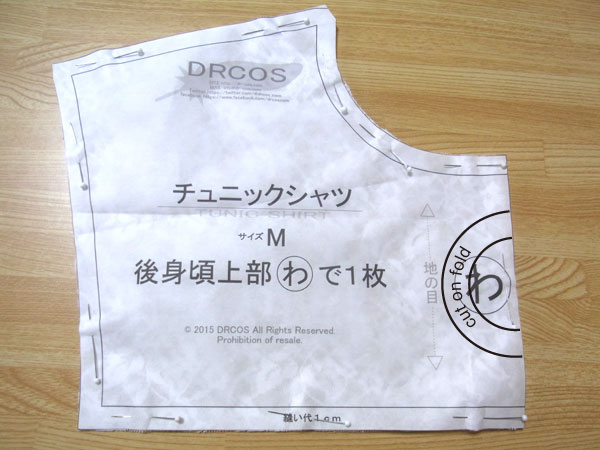 DRCOS
チュニックシャツ
TUNIC SHIRT
サイズ M
後身頃上部 わ で1枚
地の目
cut on fold
わ
© 2015 DRCOS All Rights Reserved.
Prohibition of resale.
縫い代1cm